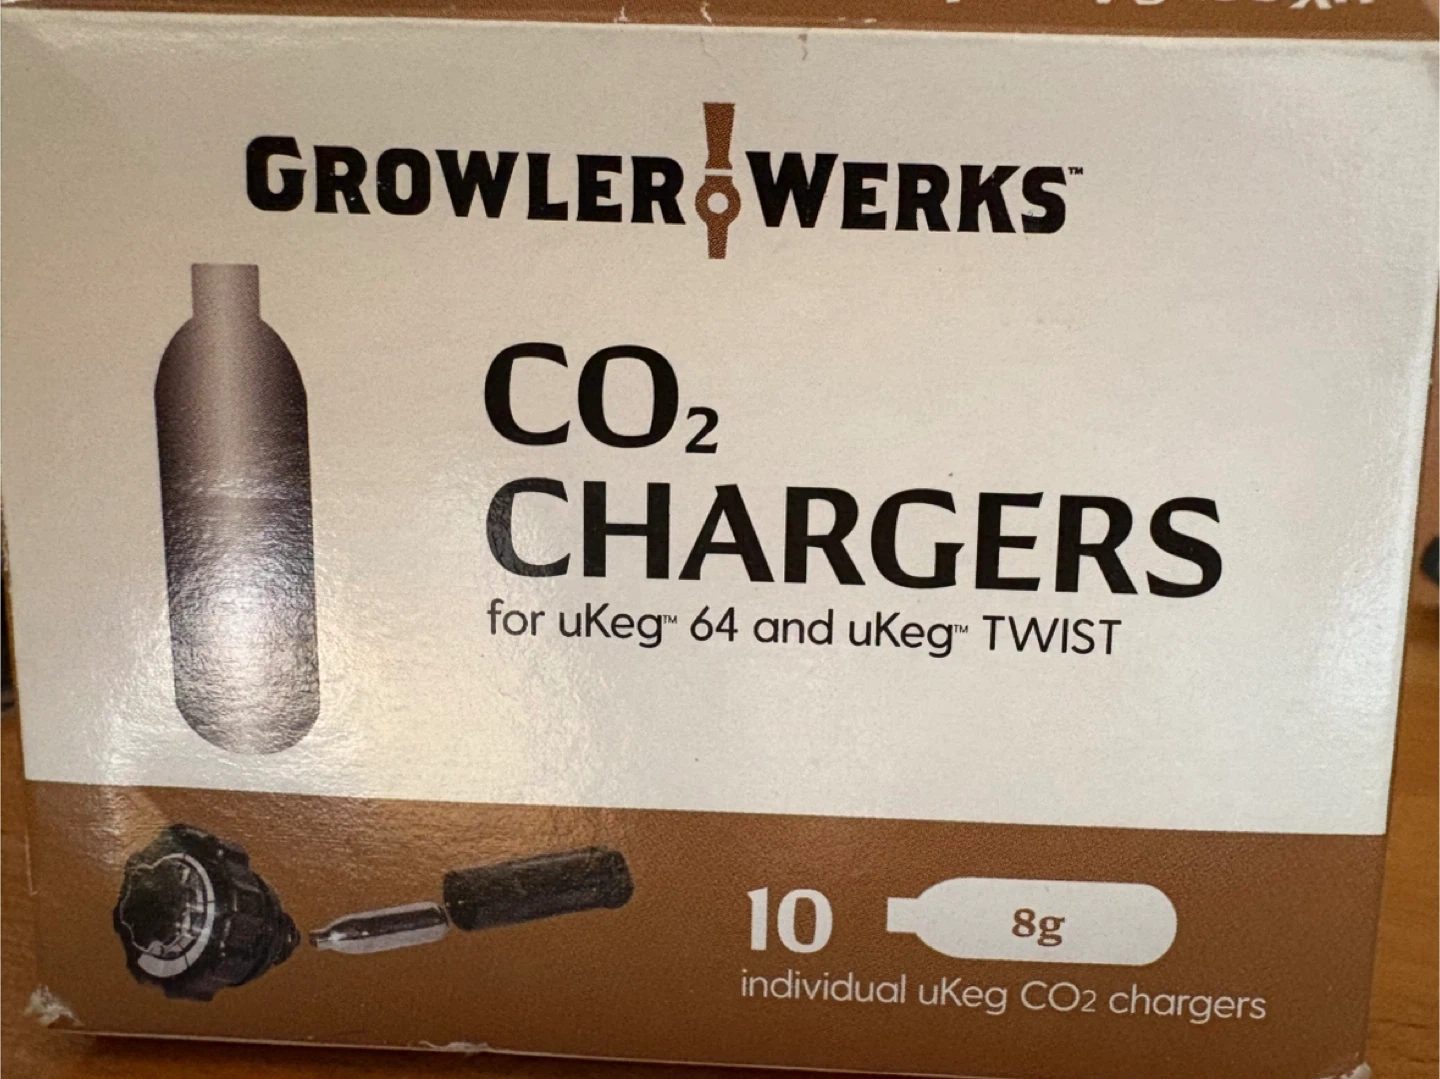 GROWLER WERKS™
CO₂
CHARGERS
for uKeg™ 64 and uKeg™ TWIST
10 8g
individual uKeg CO2 chargers